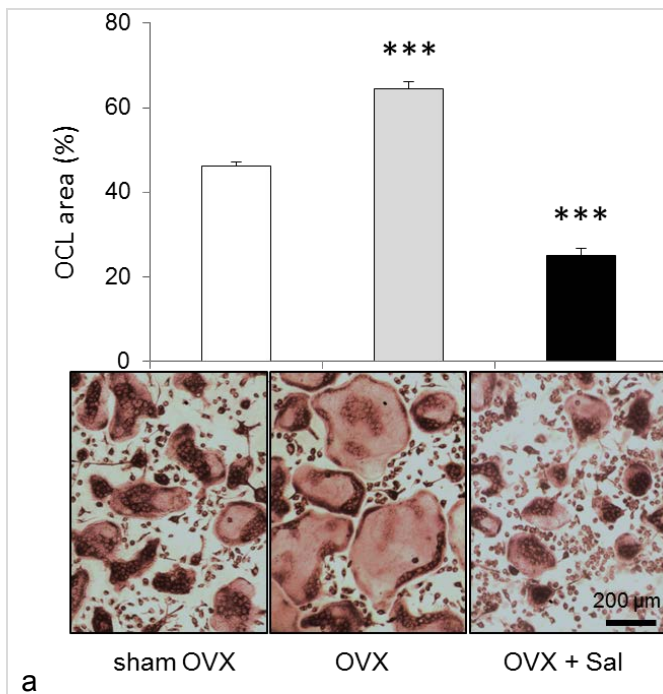 80
***
60
OCL area (%)
40
***
20
0
200 µm
sham OVX
OVX
OVX + Sal
a